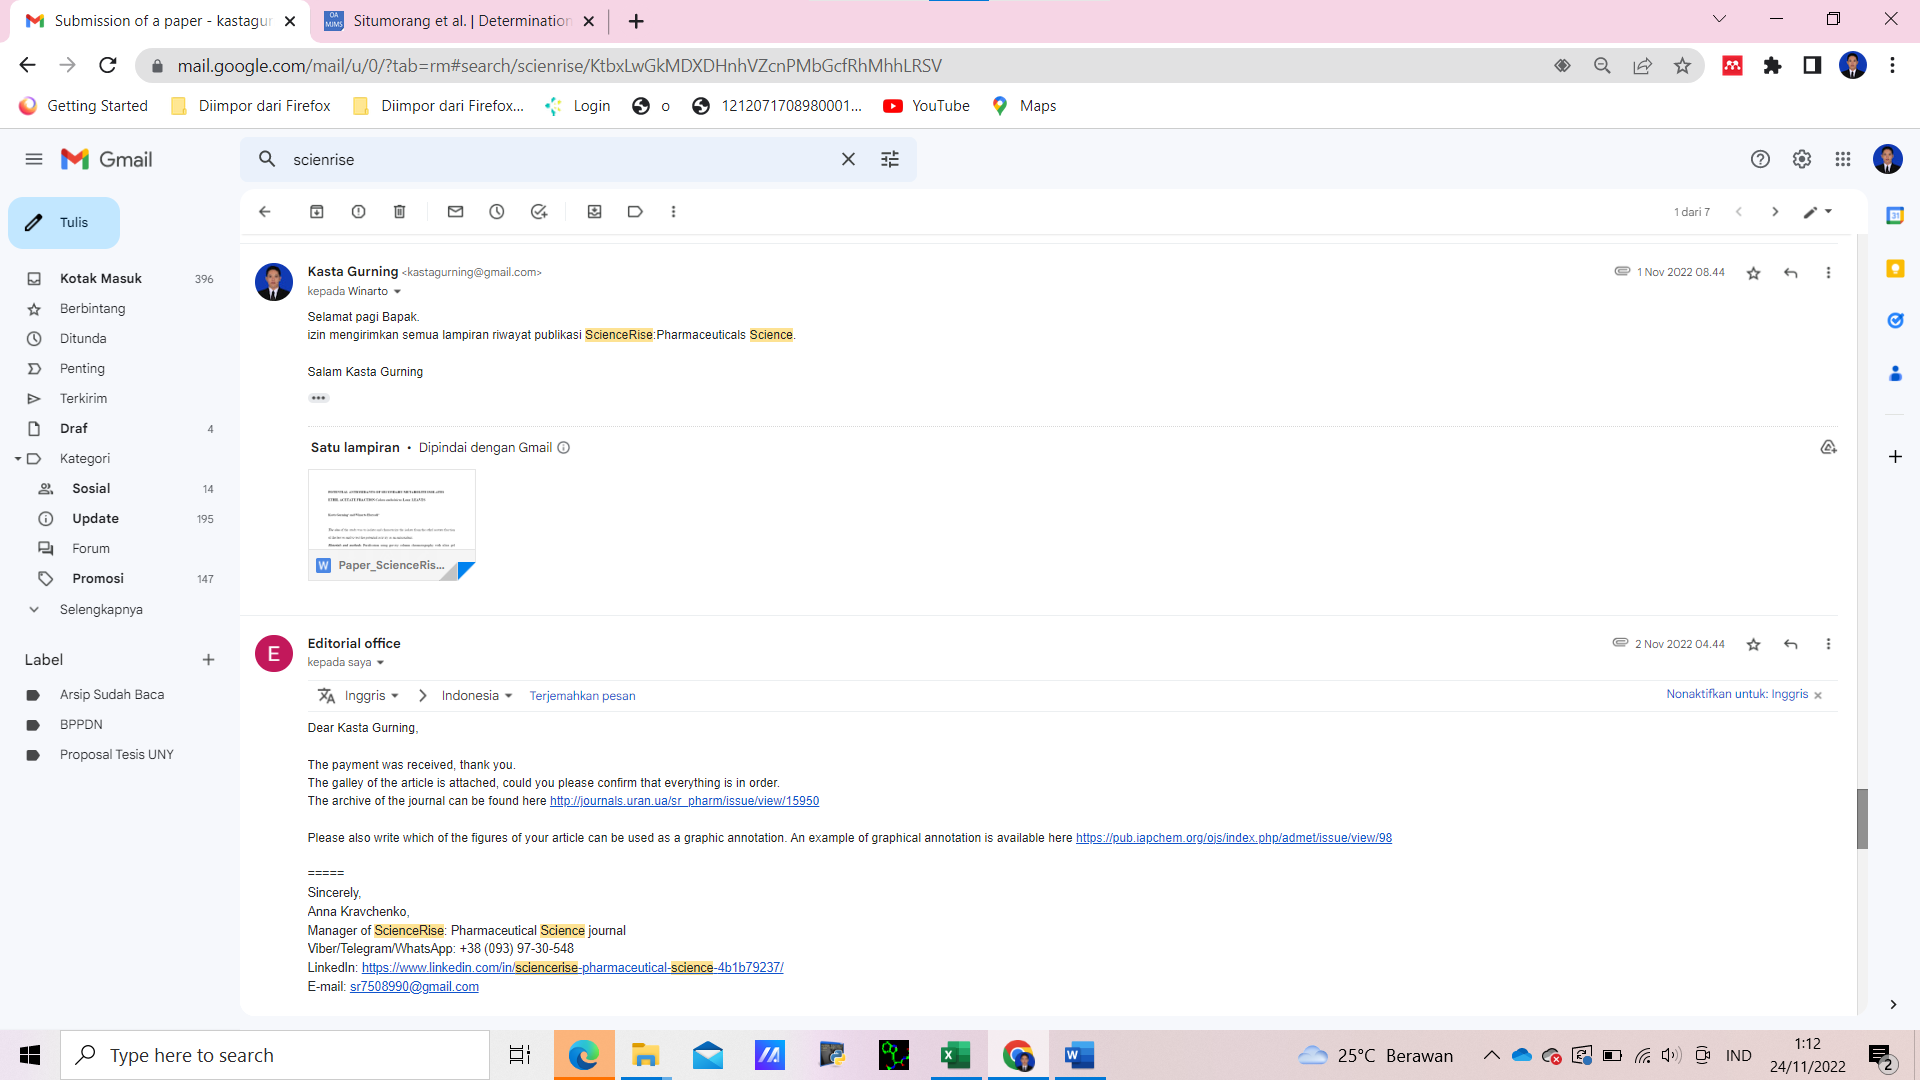 Submission of a paper - kastagur
Situmorang et al. | Determination
mail.google.com/mail/u/0/?tab=rm#search/scienrise/KtbxLwGkMDXDHnhVZcnPMbGcfRhMhhLRSV
Getting Started
Diimpor dari Firefox
Diimpor dari Firefox...
Login
o
1212071708980001...
YouTube
Maps
Gmail
scienrise
Tulis
1 dari 7
Kotak Masuk 396
Berbintang
Ditunda
Penting
Terkirim
Draf 4
Kategori
Sosial 14
Update 195
Forum
Promosi 147
Selengkapnya
Label
Arsip Sudah Baca
BPPDN
Proposal Tesis UNY
Kasta Gurning <kastagurning@gmail.com>
1 Nov 2022 08.44
kepada Winarto
Selamat pagi Bapak.
izin mengirimkan semua lampiran riwayat publikasi ScienceRise:Pharmaceuticals Science.
Salam Kasta Gurning
Satu lampiran • Dipindai dengan Gmail
W Paper_ScienceRis...
E
Editorial office
2 Nov 2022 04.44
kepada saya
Inggris
Indonesia
Terjemahkan pesan
Nonaktifkan untuk: Inggris
Dear Kasta Gurning,
The payment was received, thank you.
The galley of the article is attached, could you please confirm that everything is in order.
The archive of the journal can be found here http://journals.uran.ua/sr_pharm/issue/view/15950
Please also write which of the figures of your article can be used as a graphic annotation. An example of graphical annotation is available here https://pub.iapchem.org/ojs/index.php/admet/issue/view/98
=====
Sincerely,
Anna Kravchenko,
Manager of ScienceRise: Pharmaceutical Science journal
Viber/Telegram/WhatsApp: +38 (093) 97-30-548
LinkedIn: https://www.linkedin.com/in/sciencerise-pharmaceutical-science-4b1b79237/
E-mail: sr7508990@gmail.com
Type here to search
25°C Berawan
IND
1:12
24/11/2022
2